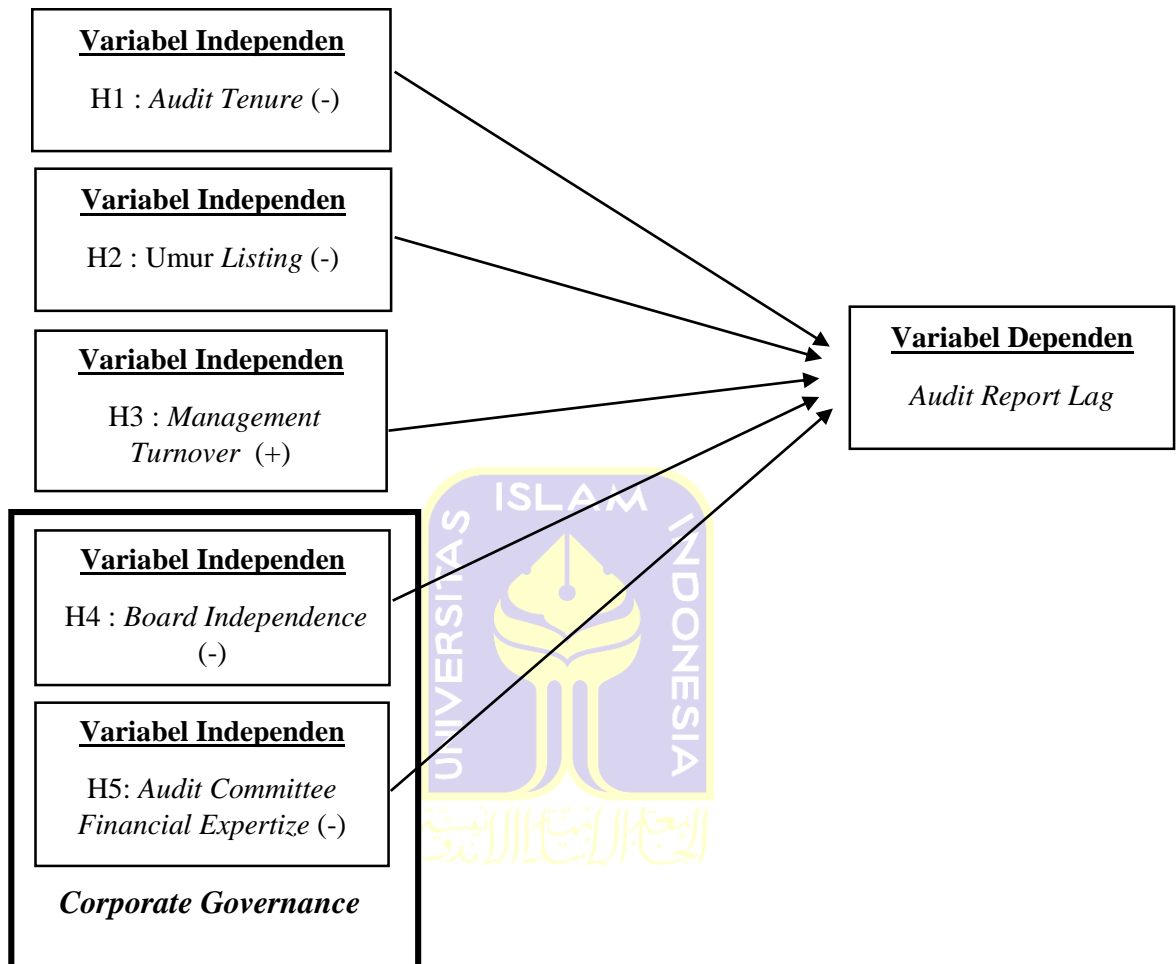 Variabel Independen
H1 : Audit Tenure (-)
Variabel Independen
H2 : Umur Listing (-)
Variabel Independen
H3 : Management
Turnover (+)
Variabel Independen
H4 : Board Independence
(-)
Variabel Independen
H5: Audit Committee
Financial Expertize (-)
Corporate Governance
Variabel Dependen
Audit Report Lag
UNIVERSITAS
ISLAM
INDONESIA